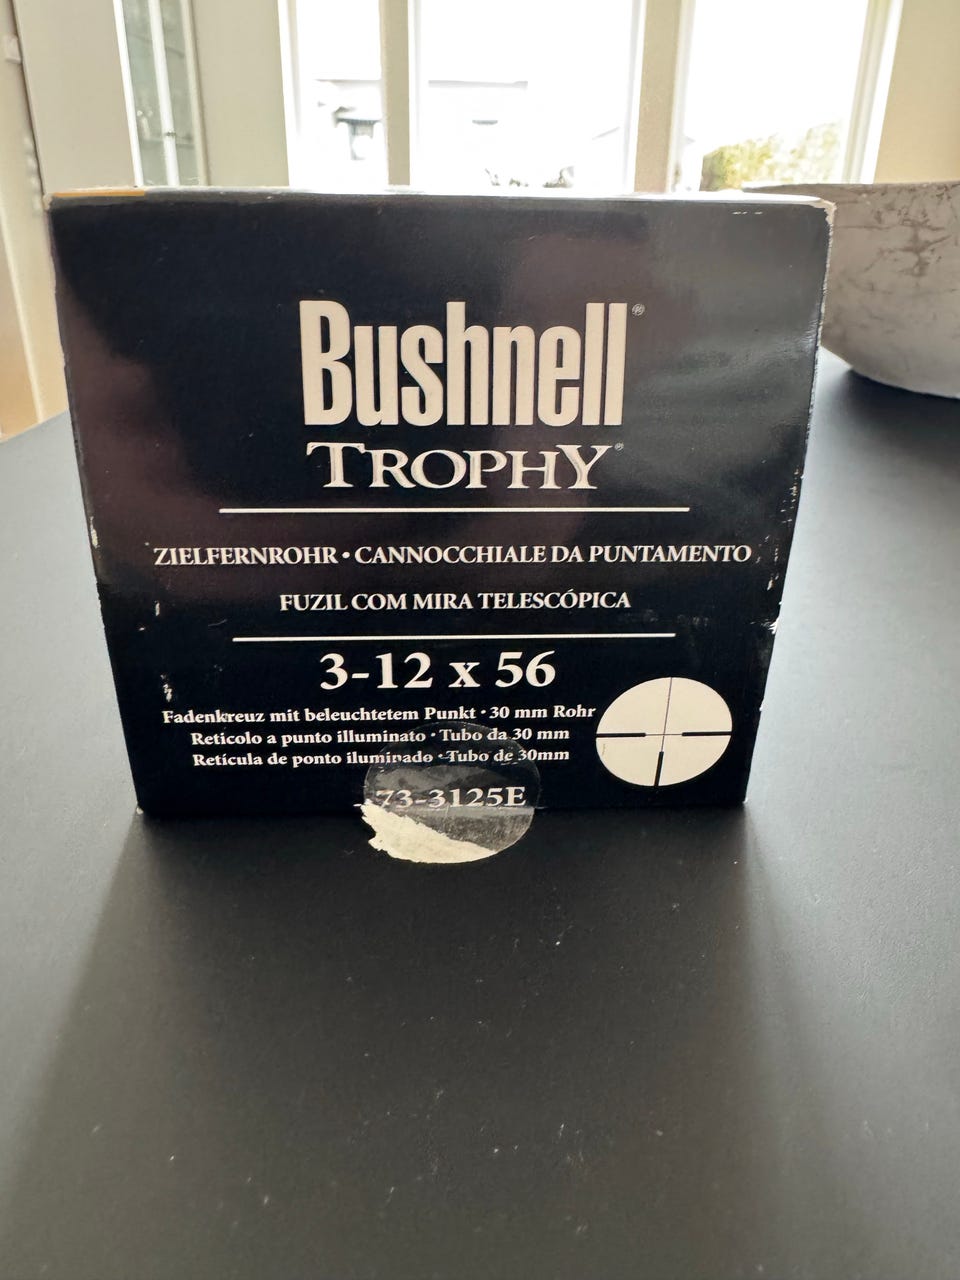 Bushnell®
TROPHY®
ZIELFERNROHR • CANNOCCHIALE DA PUNTAMENTO
FUZIL COM MIRA TELESCÓPICA
3-12 x 56
Fadenkreuz mit beleuchtetem Punkt • 30 mm Rohr
Reticolo a punto illuminato • Tubo da 30 mm
Retícula de ponto iluminado • Tubo de 30mm
73-3125E